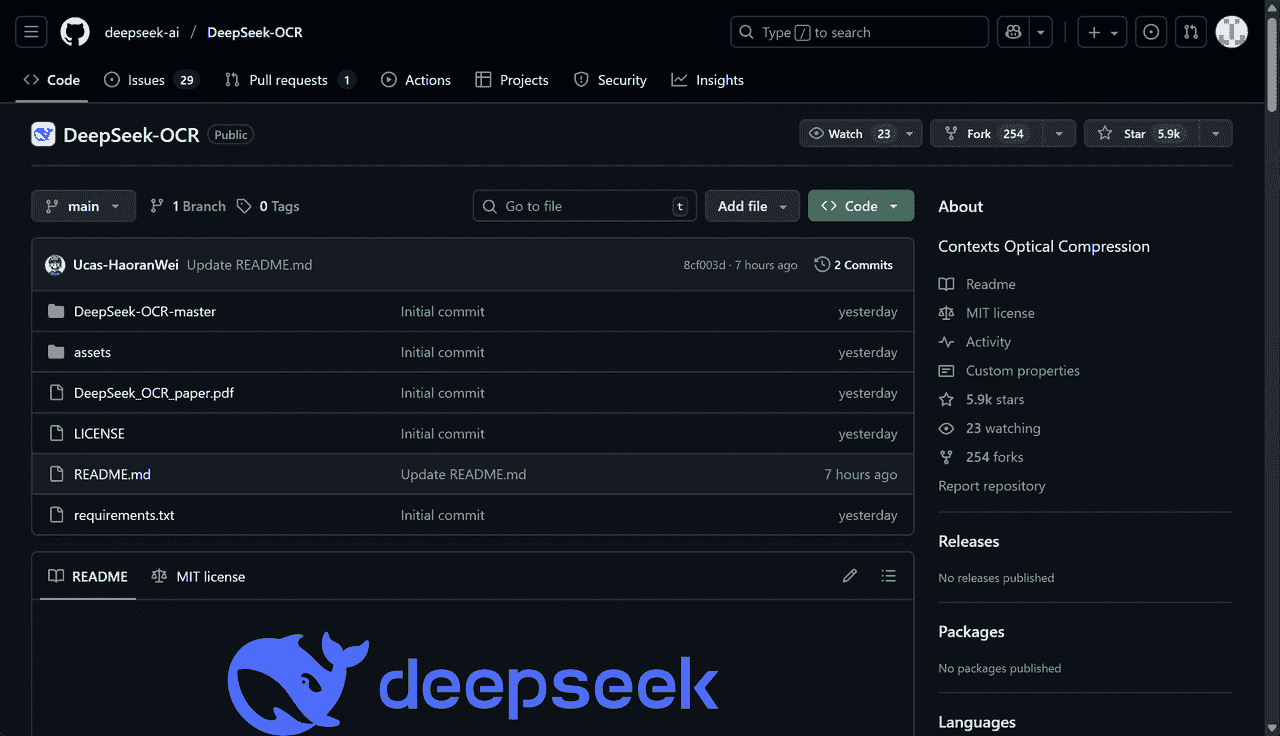 deepseek-ai / DeepSeek-OCR
Type / to search
Code Issues 29 Pull requests 1 Actions Projects Security Insights
DeepSeek-OCR Public
Watch 23 Fork 254 Star 5.9k
main 1 Branch 0 Tags Go to file t Add file Code
Ucas-HaoranWei Update README.md 8cf003d · 7 hours ago 2 Commits
DeepSeek-OCR-master Initial commit yesterday
assets Initial commit yesterday
DeepSeek_OCR_paper.pdf Initial commit yesterday
LICENSE Initial commit yesterday
README.md Update README.md 7 hours ago
requirements.txt Initial commit yesterday
README MIT license
deepseek
About
Contexts Optical Compression
Readme
MIT license
Activity
Custom properties
5.9k stars
23 watching
254 forks
Report repository
Releases
No releases published
Packages
No packages published
Languages